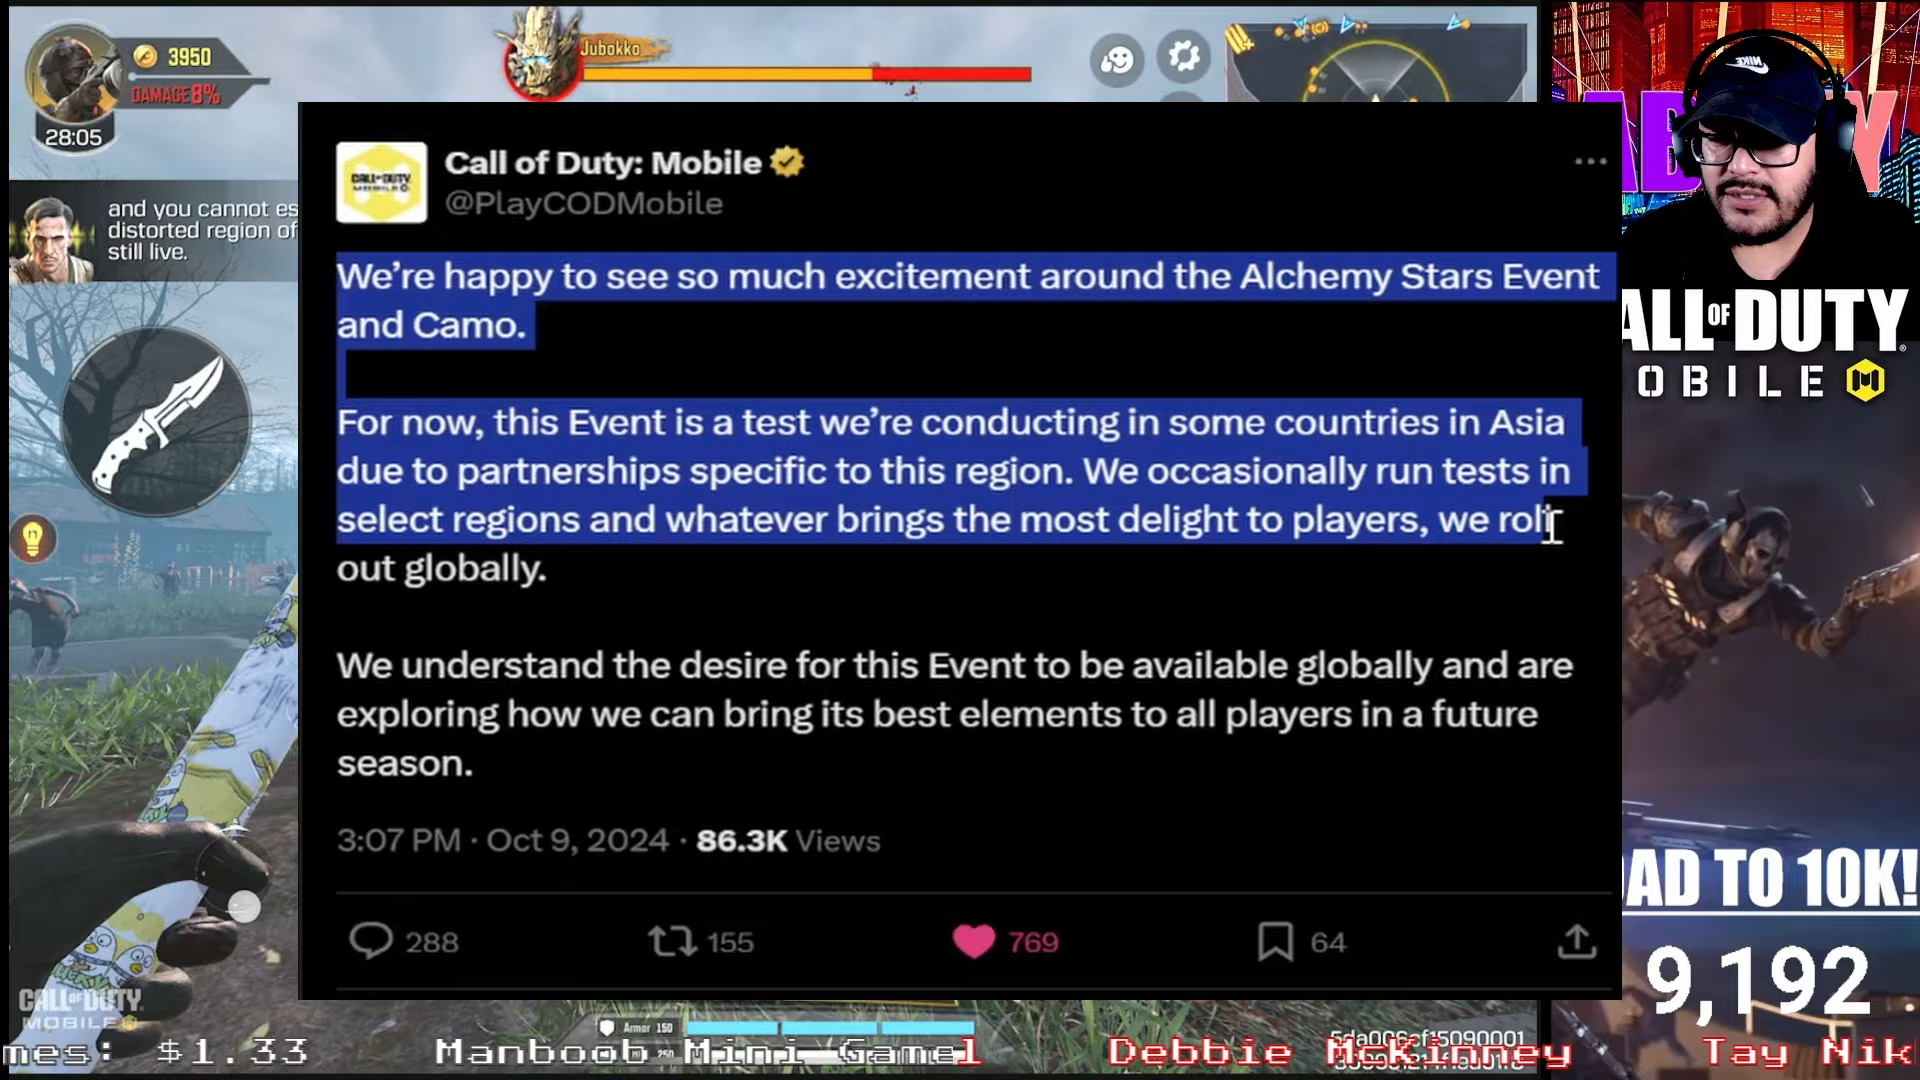 3950
DAMAGE 8%
28:05
Jubokko
and you cannot es
distorted region of
still live.
CALL OF DUTY
MOBILE
Call of Duty: Mobile
@PlayCODMobile
We’re happy to see so much excitement around the Alchemy Stars Event
and Camo.
For now, this Event is a test we’re conducting in some countries in Asia
due to partnerships specific to this region. We occasionally run tests in
select regions and whatever brings the most delight to players, we roll
out globally.
We understand the desire for this Event to be available globally and are
exploring how we can bring its best elements to all players in a future
season.
3:07 PM · Oct 9, 2024 · 86.3K Views
288 155 769 64
NIKE
ALL OF DUTY
OBILE
OAD TO 10K!
9,192
CALL OF DUTY
MOBILE
Armor 150
250
mes: $1.33 Manboob Mini Game1 Debbie McKinney Tay Nik